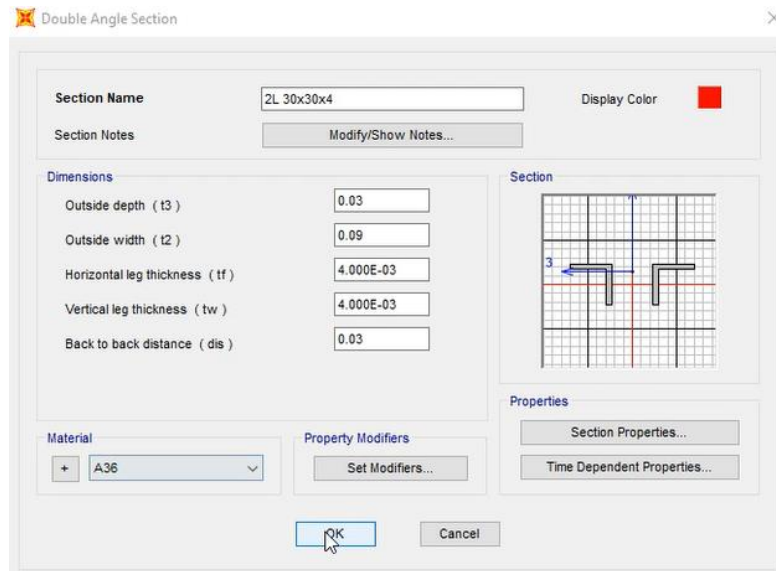 Double Angle Section
Section Name 2L 30x30x4 Display Color
Section Notes Modify/Show Notes...
Dimensions
Outside depth ( t3 ) 0.03
Outside width ( t2 ) 0.09
Horizontal leg thickness ( tf ) 4.000E-03
Vertical leg thickness ( tw ) 4.000E-03
Back to back distance ( dis ) 0.03
Section
3
Properties
Section Properties...
Time Dependent Properties...
Material
+ A36
Property Modifiers
Set Modifiers...
OK Cancel